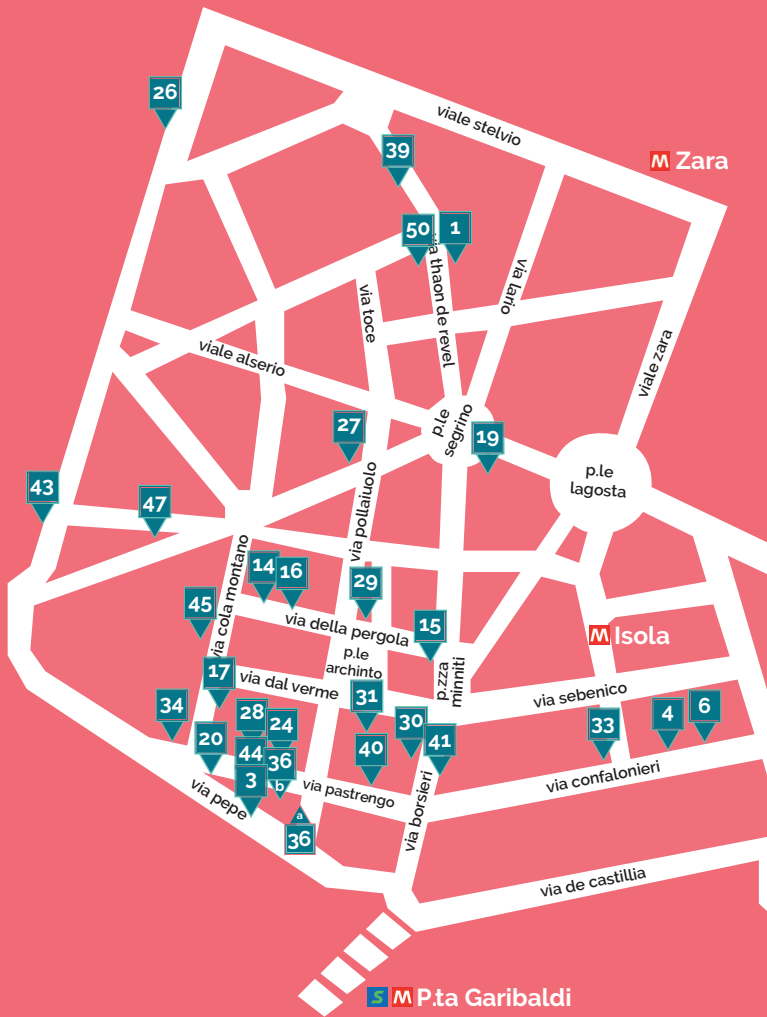 26
viale stelvio
39
M Zara
50
1
via thaon de revel
via lario
via toce
viale alserio
viale zara
p.le
segrino
27
19
p.le
lagosta
43
47
via pollaiuolo
via cola montano
14
16
29
45
via della pergola
15
M Isola
p.le
archinto
p.zza
minniti
17
via dal verme
31
via sebenico
34
28
24
30
33
4
6
20
44
36
b
40
41
3
via pastrengo
via confalonieri
via pepe
a
36
via borsieri
via de castillia
S M P.ta Garibaldi